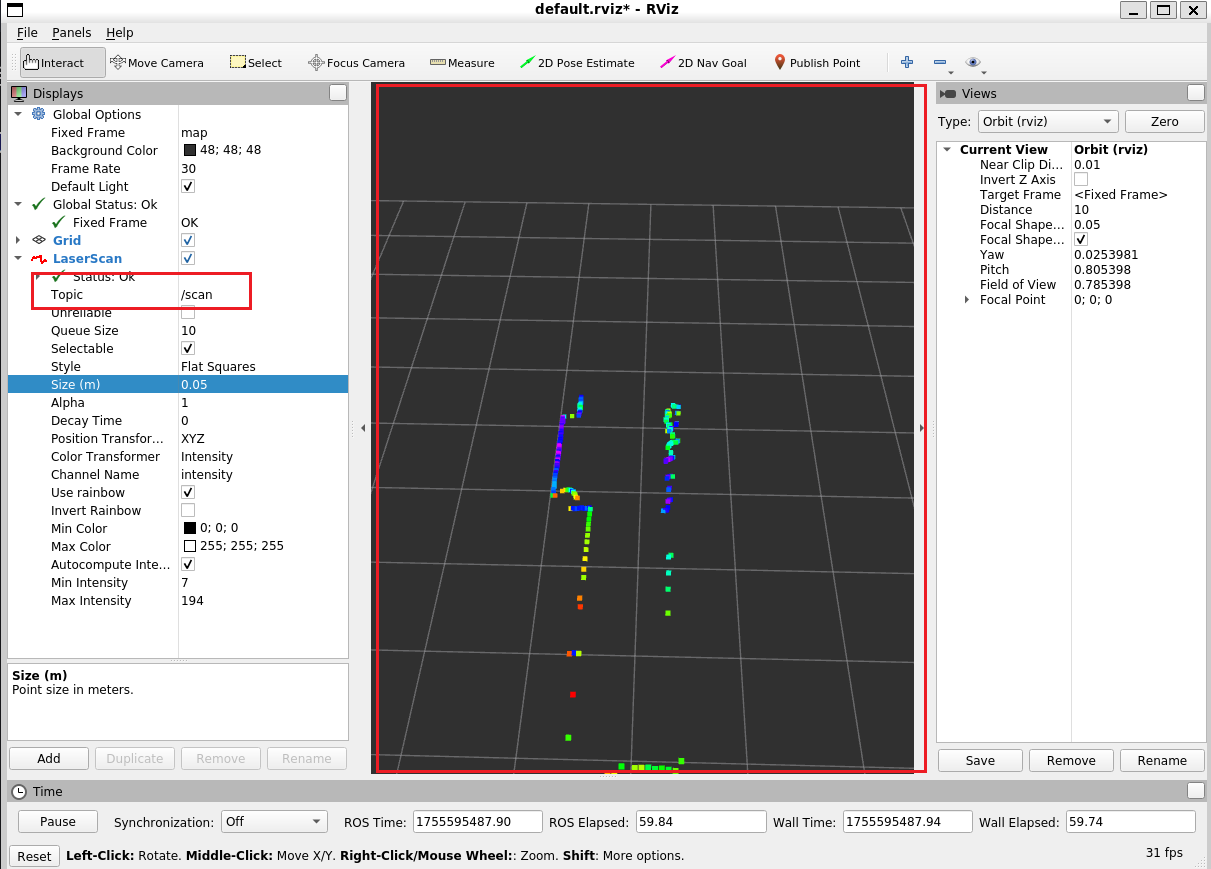 default.rviz* - RViz
File Panels Help
Interact Move Camera Select Focus Camera Measure 2D Pose Estimate 2D Nav Goal Publish Point
Displays
Global Options
Fixed Frame map
Background Color 48; 48; 48
Frame Rate 30
Default Light
Global Status: Ok
Fixed Frame OK
Grid
LaserScan
Status: Ok
Topic /scan
Unreliable
Queue Size 10
Selectable
Style Flat Squares
Size (m) 0.05
Alpha 1
Decay Time 0
Position Transfor... XYZ
Color Transformer Intensity
Channel Name intensity
Use rainbow
Invert Rainbow
Min Color 0; 0; 0
Max Color 255; 255; 255
Autocompute Inte...
Min Intensity 7
Max Intensity 194
Size (m)
Point size in meters.
Add Duplicate Remove Rename
Views
Type: Orbit (rviz) Zero
Current View Orbit (rviz)
Near Clip Di... 0.01
Invert Z Axis
Target Frame <Fixed Frame>
Distance 10
Focal Shape... 0.05
Focal Shape...
Yaw 0.0253981
Pitch 0.805398
Field of View 0.785398
Focal Point 0; 0; 0
Save Remove Rename
Time
Pause Synchronization: Off ROS Time: 1755595487.90 ROS Elapsed: 59.84 Wall Time: 1755595487.94 Wall Elapsed: 59.74
Reset Left-Click: Rotate. Middle-Click: Move X/Y. Right-Click/Mouse Wheel:: Zoom. Shift: More options. 31 fps